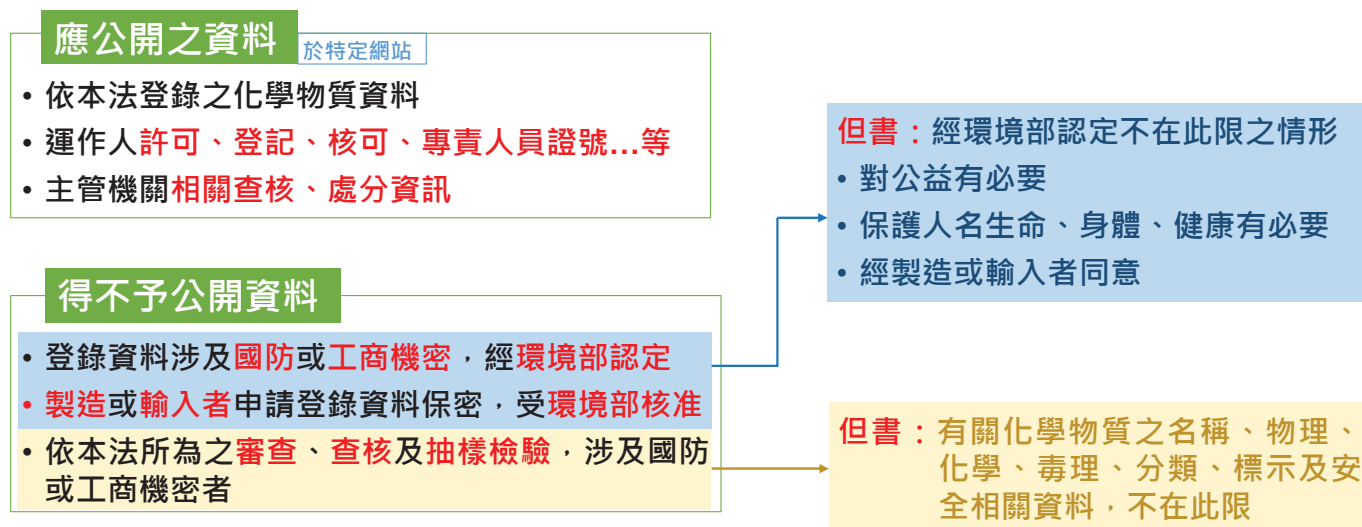 應公開之資料
於特定網站
• 依本法登錄之化學物質資料
• 運作人許可、登記、核可、專責人員證號...等
• 主管機關相關查核、處分資訊
得不予公開資料
• 登錄資料涉及國防或工商機密，經環境部認定
• 製造或輸入者申請登錄資料保密，受環境部核准
• 依本法所為之審查、查核及抽樣檢驗，涉及國防
或工商機密者
但書：經環境部認定不在此限之情形
• 對公益有必要
• 保護人名生命、身體、健康有必要
• 經製造或輸入者同意
但書：有關化學物質之名稱、物理、
化學、毒理、分類、標示及安
全相關資料，不在此限